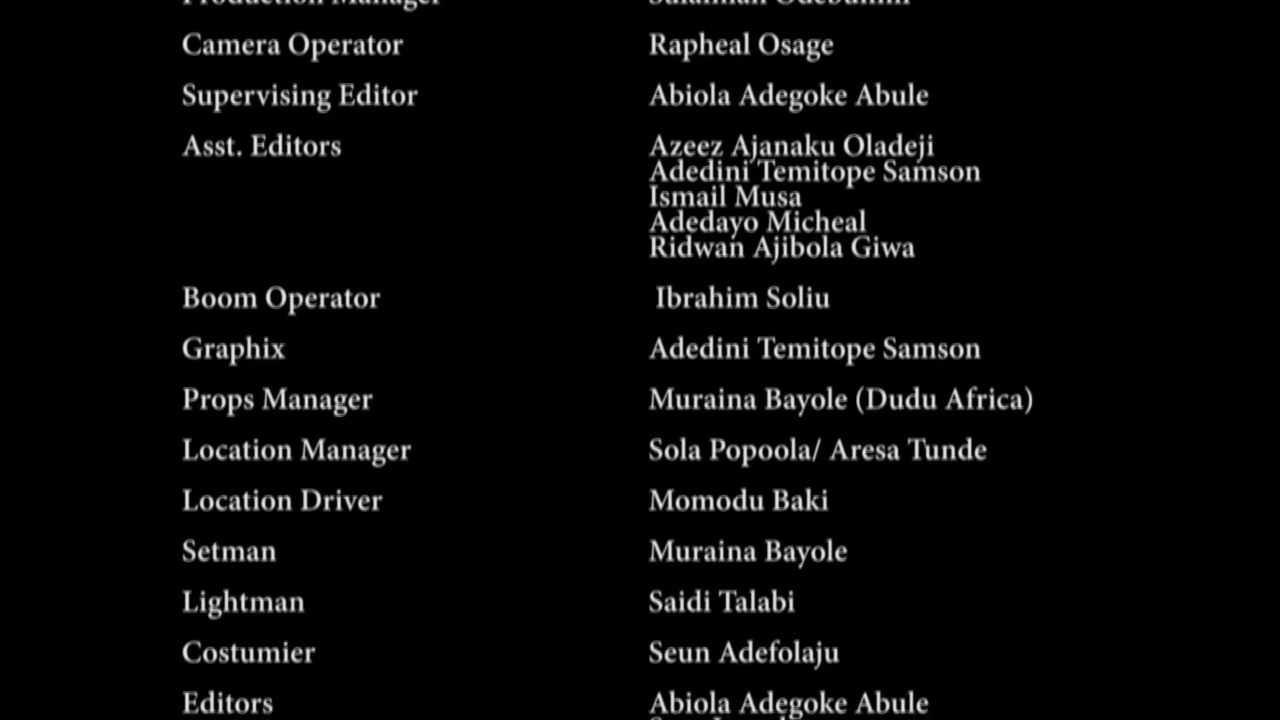 Production Manager
Camera Operator Rapheal Osage
Supervising Editor Abiola Adegoke Abule
Asst. Editors Azeez Ajanaku Oladeji
Adedini Temitope Samson
Ismail Musa
Adedayo Micheal
Ridwan Ajibola Giwa
Boom Operator Ibrahim Soliu
Graphix Adedini Temitope Samson
Props Manager Muraina Bayole (Dudu Africa)
Location Manager Sola Popoola/ Aresa Tunde
Location Driver Momodu Baki
Setman Muraina Bayole
Lightman Saidi Talabi
Costumier Seun Adefolaju
Editors Abiola Adegoke Abule